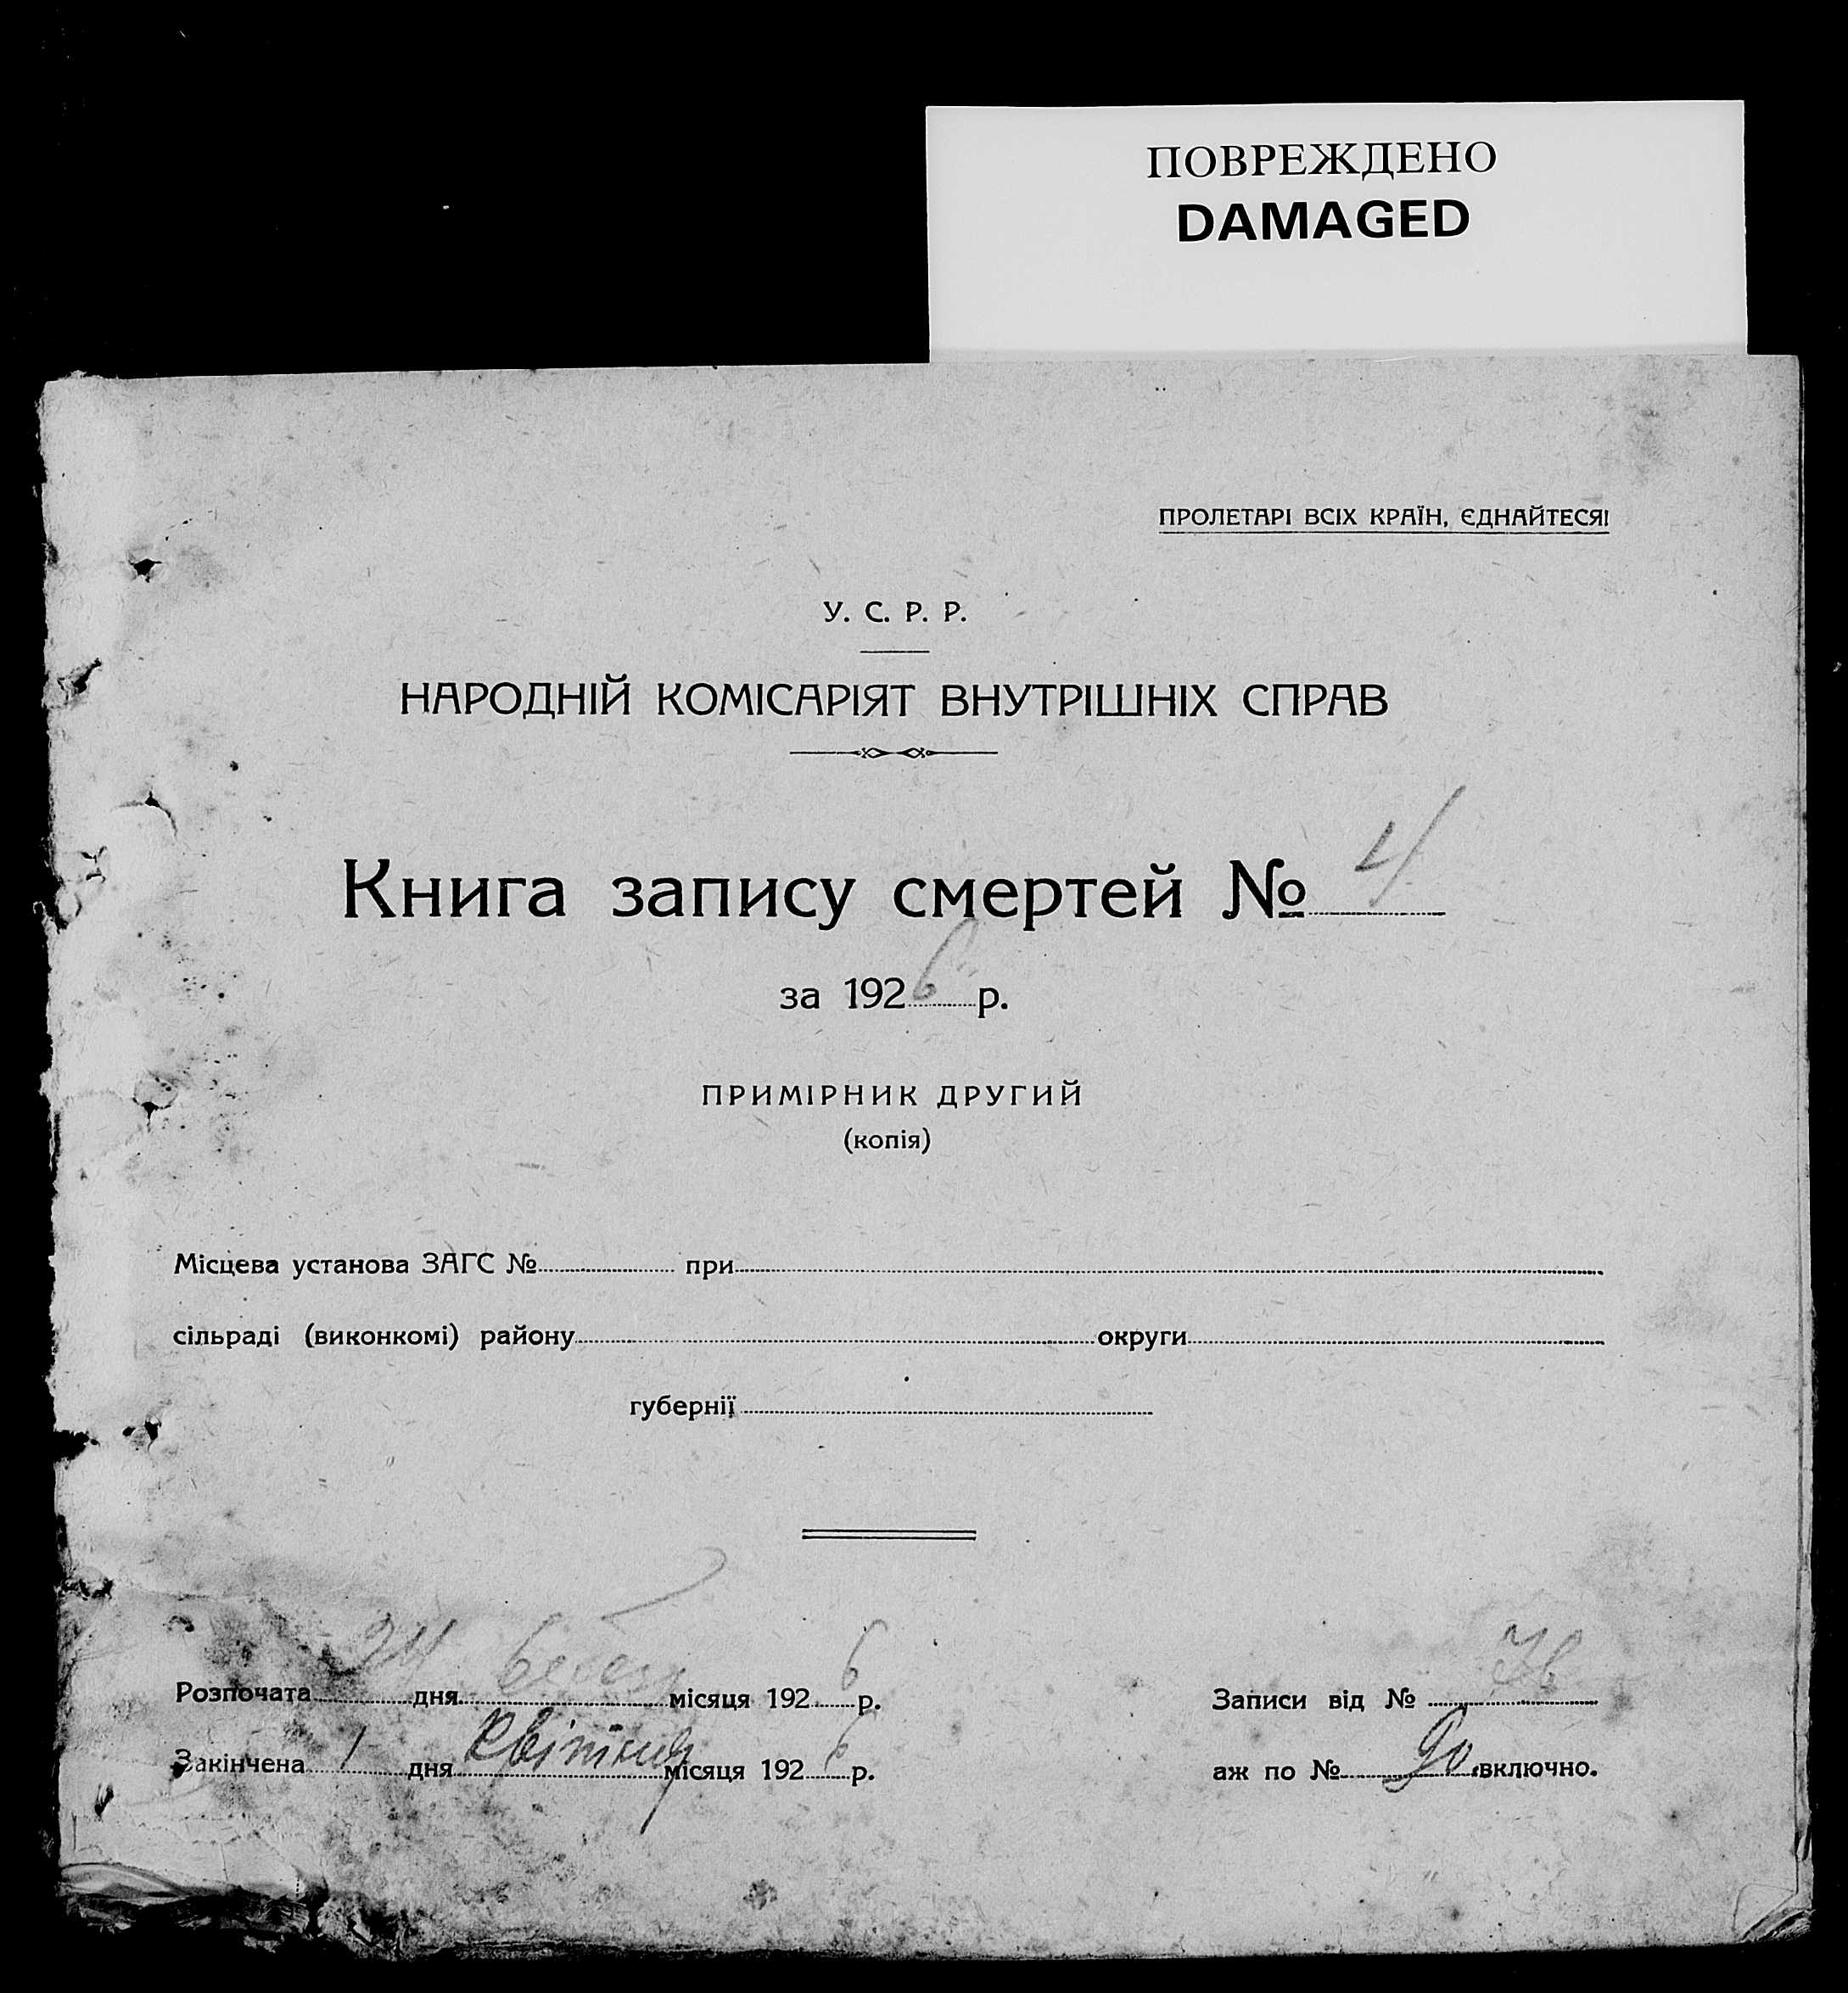 ПОВРЕЖДЕНО
DAMAGED
ПРОЛЕТАРІ ВСІХ КРАЇН, ЄДНАЙТЕСЯ!
У. С. Р. Р.
НАРОДНІЙ КОМІСАРІЯТ ВНУТРІШНІХ СПРАВ
Книга запису смертей № 4
за 1926 р.
ПРИМІРНИК ДРУГИЙ
(копія)
Місцева установа ЗАГС № при
сільраді (виконкомі) району округи
губернії
Розпочата 24 дня місяця 1926 р.
Записи від №
Закінчена 1 дня квітня місяця 1926 р.
аж по № 90 включно.